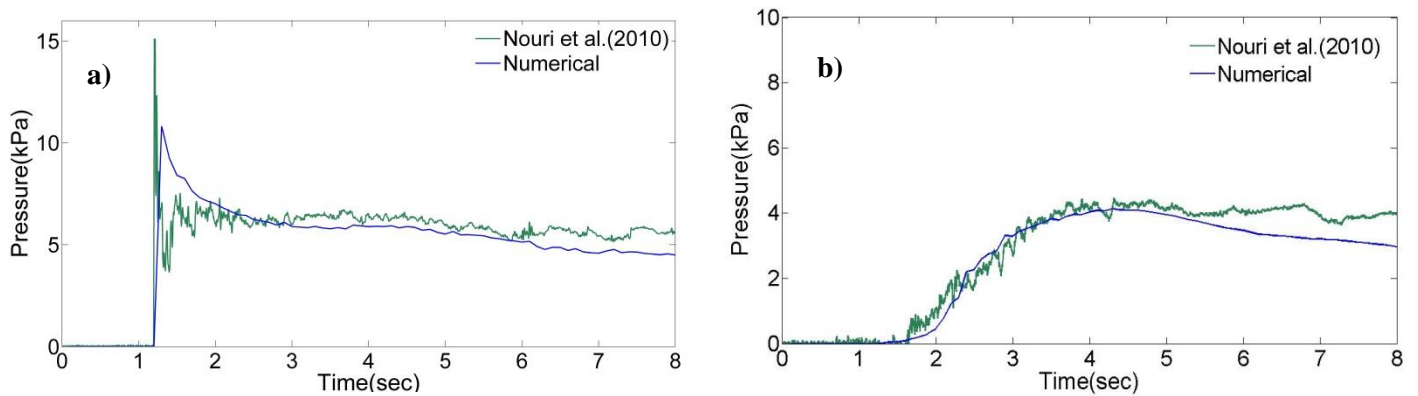 a)
Nouri et al.(2010)
Numerical
Pressure(kPa)
15
10
5
0
0 1 2 3 4 5 6 7 8
Time(sec)
b)
Nouri et al.(2010)
Numerical
Pressure(kPa)
10
8
6
4
2
0
0 1 2 3 4 5 6 7 8
Time(sec)